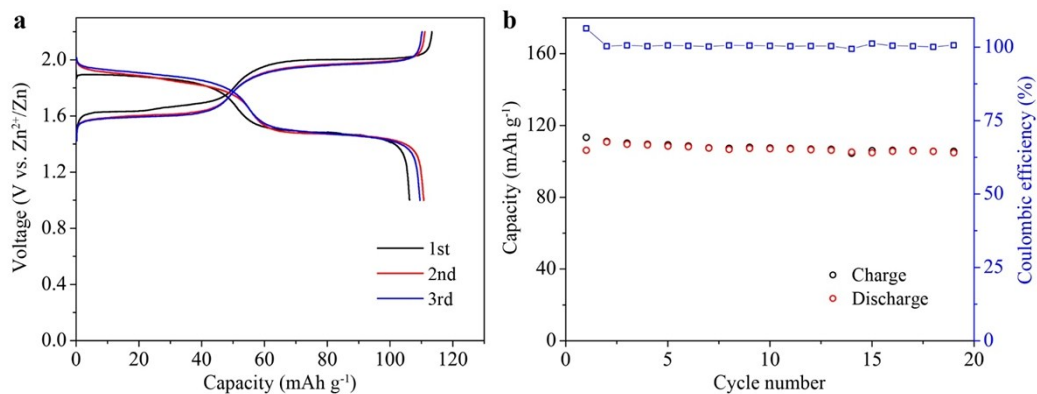 a
2.0
1.6
1.2
0.8
0.4
0.0
Voltage (V vs. Zn²⁺/Zn)
1st
2nd
3rd
0 20 40 60 80 100 120
Capacity (mAh g⁻¹)
b
160
120
80
40
0
Capacity (mAh g⁻¹)
Charge
Discharge
100
75
50
25
0
Coulombic efficiency (%)
0 5 10 15 20
Cycle number